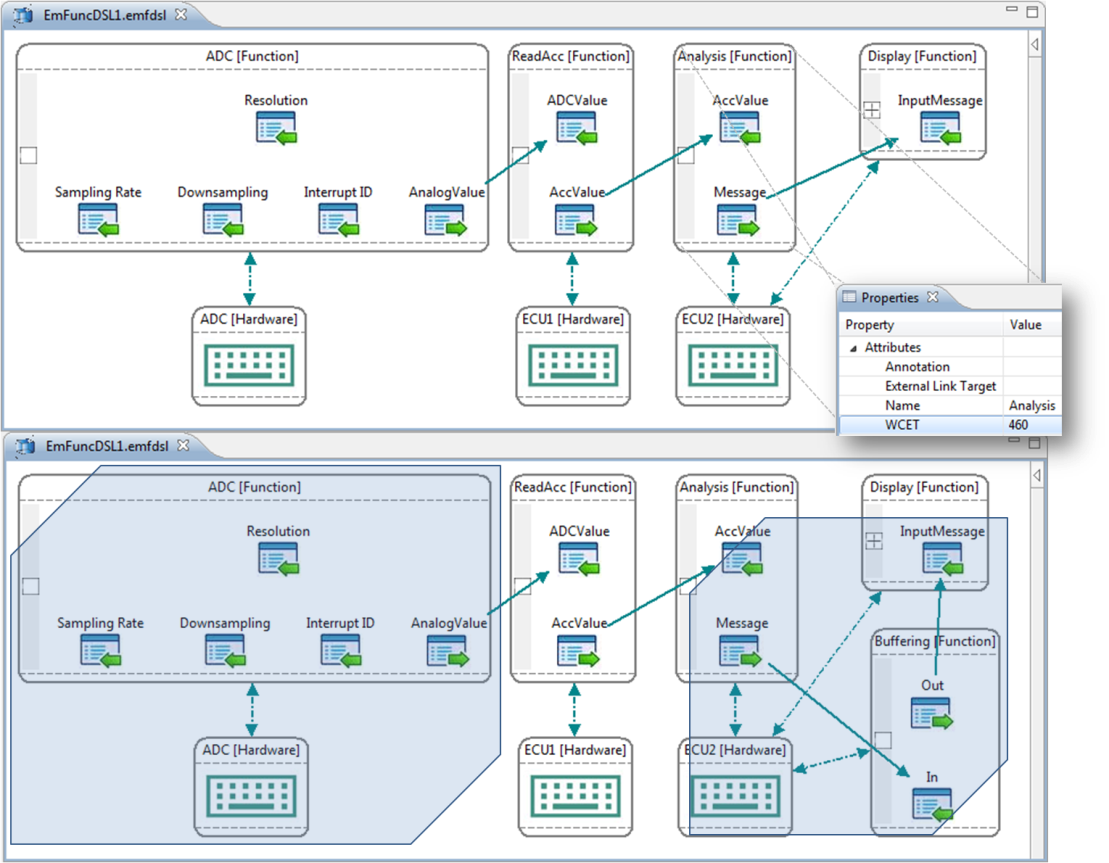 EmFuncDSL1.emfdsl
ADC [Function]
ReadAcc [Function]
Analysis [Function]
Display [Function]
Resolution
ADCValue
AccValue
InputMessage
Sampling Rate
Downsampling
Interrupt ID
AnalogValue
AccValue
Message
ADC [Hardware]
ECU1 [Hardware]
ECU2 [Hardware]
Properties
Property Value
Attributes
Annotation
External Link Target
Name Analysis
WCET 460
EmFuncDSL1.emfdsl
ADC [Function]
ReadAcc [Function]
Analysis [Function]
Display [Function]
Resolution
ADCValue
AccValue
InputMessage
Sampling Rate
Downsampling
Interrupt ID
AnalogValue
AccValue
Message
Buffering [Function]
Out
ADC [Hardware]
ECU1 [Hardware]
ECU2 [Hardware]
In